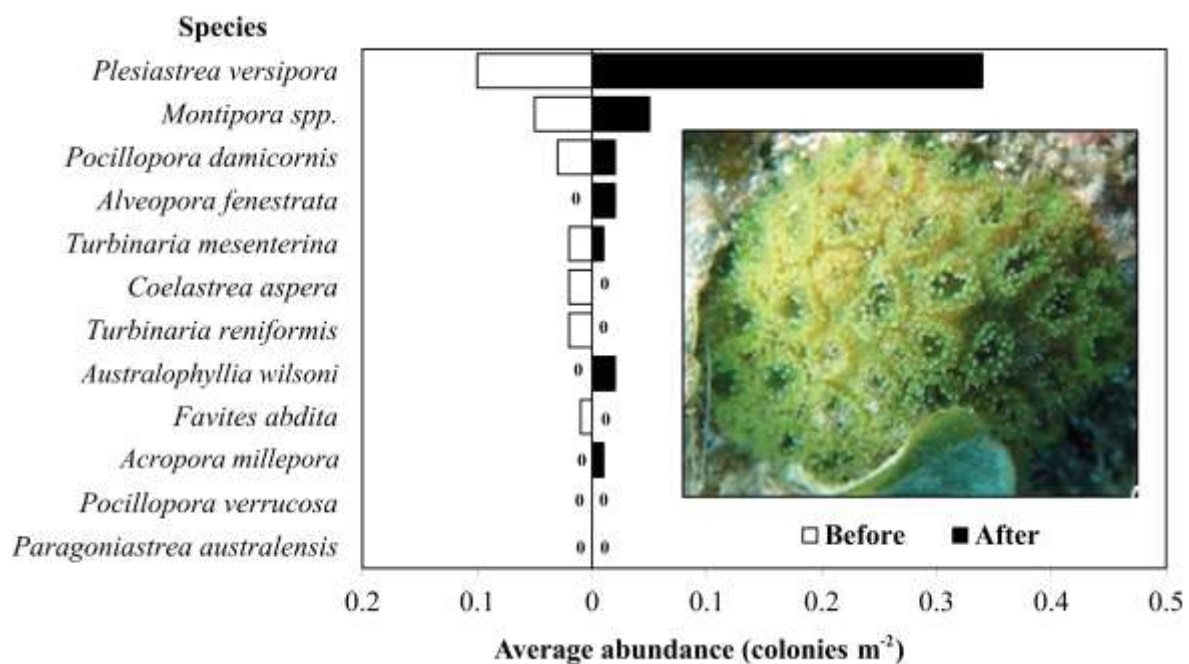 Species
Plesiastrea versipora
Montipora spp.
Pocillopora damicornis
Alveopora fenestrata
0
Turbinaria mesenterina
Coelastrea aspera
0
Turbinaria reniformis
0
Australophyllia wilsoni
0
Favites abdita
0
Acropora millepora
0
Pocillopora verrucosa
0 0
Paragoniastrea australensis
0 0
Before After
0.2 0.1 0 0.1 0.2 0.3 0.4 0.5
Average abundance (colonies m⁻²)